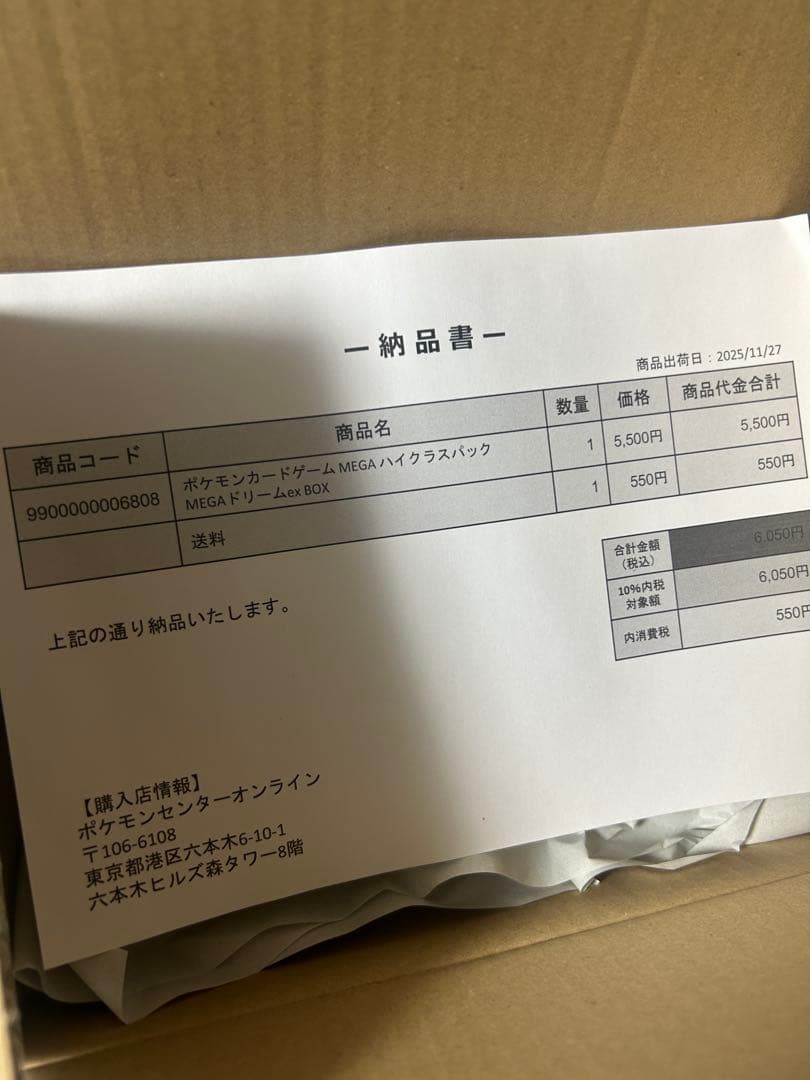 ー納品書ー
商品出荷日：2025/11/27
商品コード 商品名 数量 価格 商品代金合計
9900000006808 ポケモンカードゲーム MEGA ハイクラスパック 1 5,500円 5,500円
MEGAドリームex BOX
送料 1 550円 550円
合計金額 6,050円
（税込）
10%内税 6,050円
対象額
内消費税 550円
上記の通り納品いたします。
【購入店情報】
ポケモンセンターオンライン
〒106-6108
東京都港区六本木6-10-1
六本木ヒルズ森タワー8階